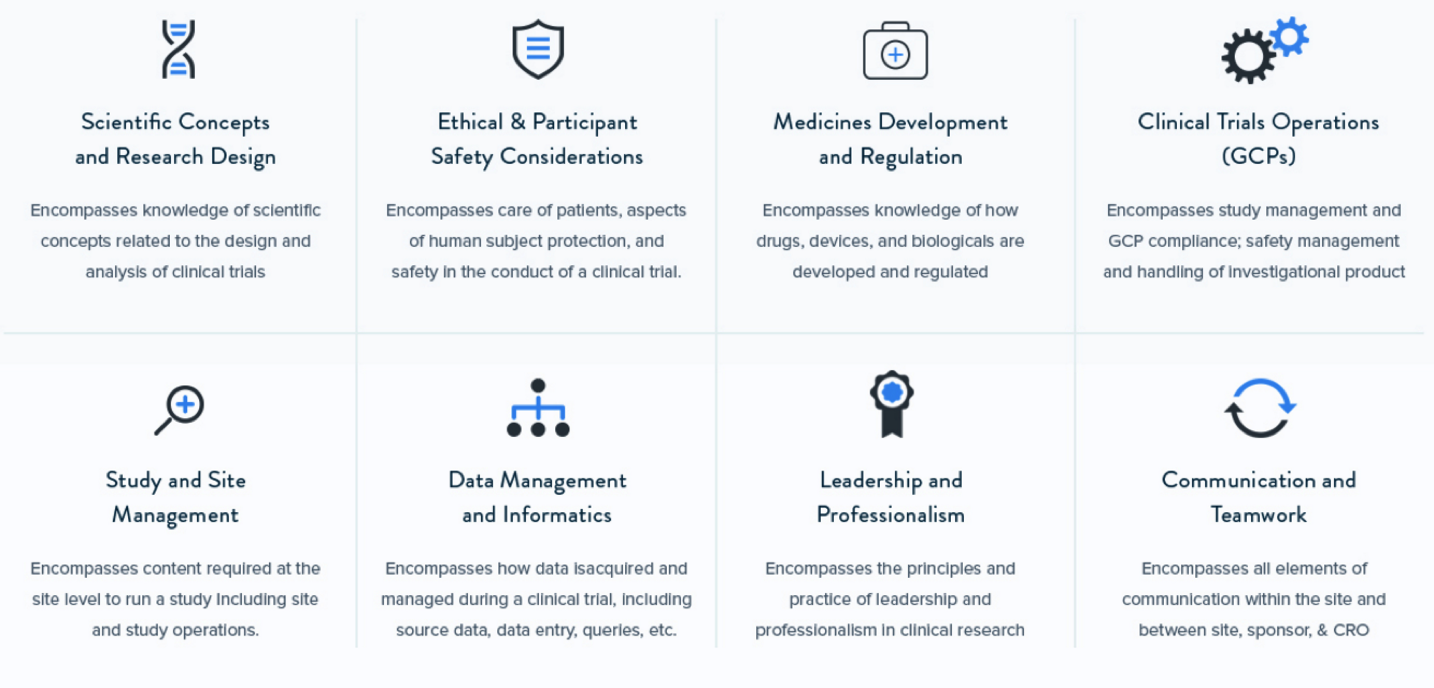 Scientific Concepts
and Research Design
Encompasses knowledge of scientific
concepts related to the design and
analysis of clinical trials
Ethical & Participant
Safety Considerations
Encompasses care of patients, aspects
of human subject protection, and
safety in the conduct of a clinical trial.
Medicines Development
and Regulation
Encompasses knowledge of how
drugs, devices, and biologicals are
developed and regulated
Clinical Trials Operations
(GCPs)
Encompasses study management and
GCP compliance; safety management
and handling of investigational product
Study and Site
Management
Encompasses content required at the
site level to run a study Including site
and study operations.
Data Management
and Informatics
Encompasses how data Isacquired and
managed during a clinical trial, including
source data, data entry, queries, etc.
Leadership and
Professionalism
Encompasses the principles and
practice of leadership and
professionalism in clinical research
Communication and
Teamwork
Encompasses all elements of
communication within the site and
between site, sponsor, & CRO